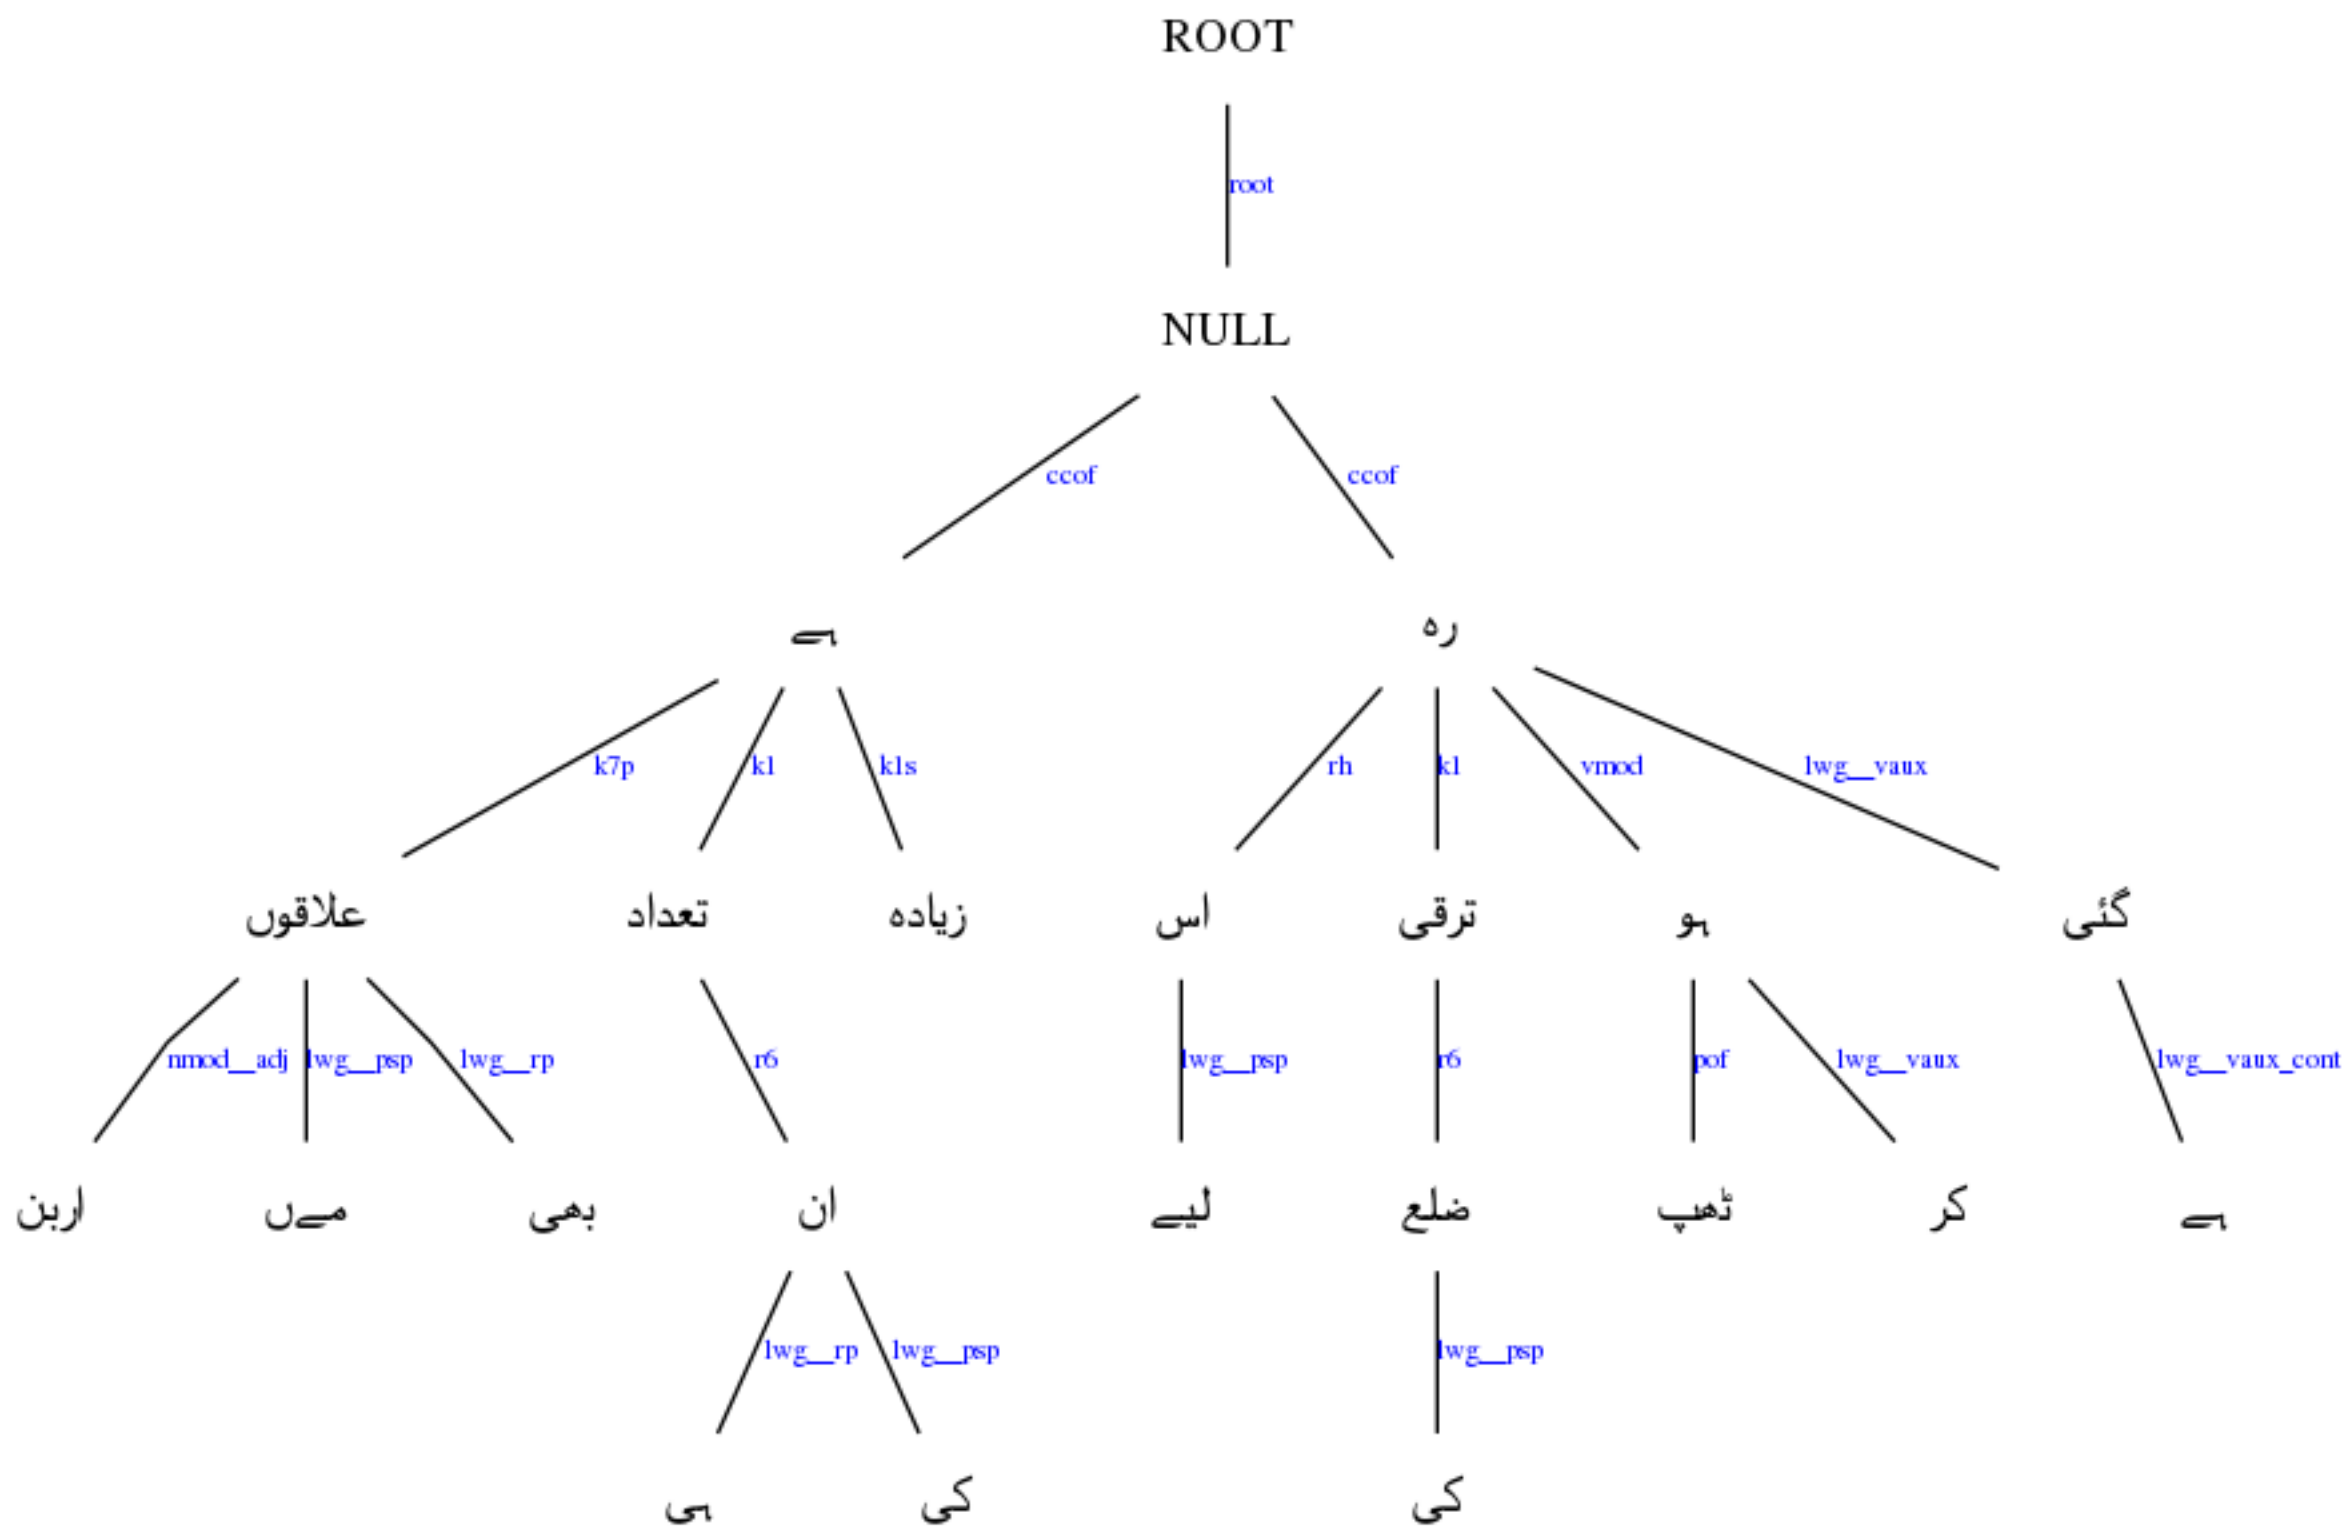 ROOT
root
NULL
ccof ccof
ہے رہ
k7p k1 k1s rh k1 vmod lwg__vaux
علاقوں تعداد زیادہ اس ترقی ہو گئی
nmod__adj lwg__psp lwg__rp r6 lwg__psp r6 pof lwg__vaux lwg__vaux_cont
اربن مےں بھی ان لیے ضلع ٹھپ کر ہے
lwg__rp lwg__psp lwg__psp
ہی کی کی